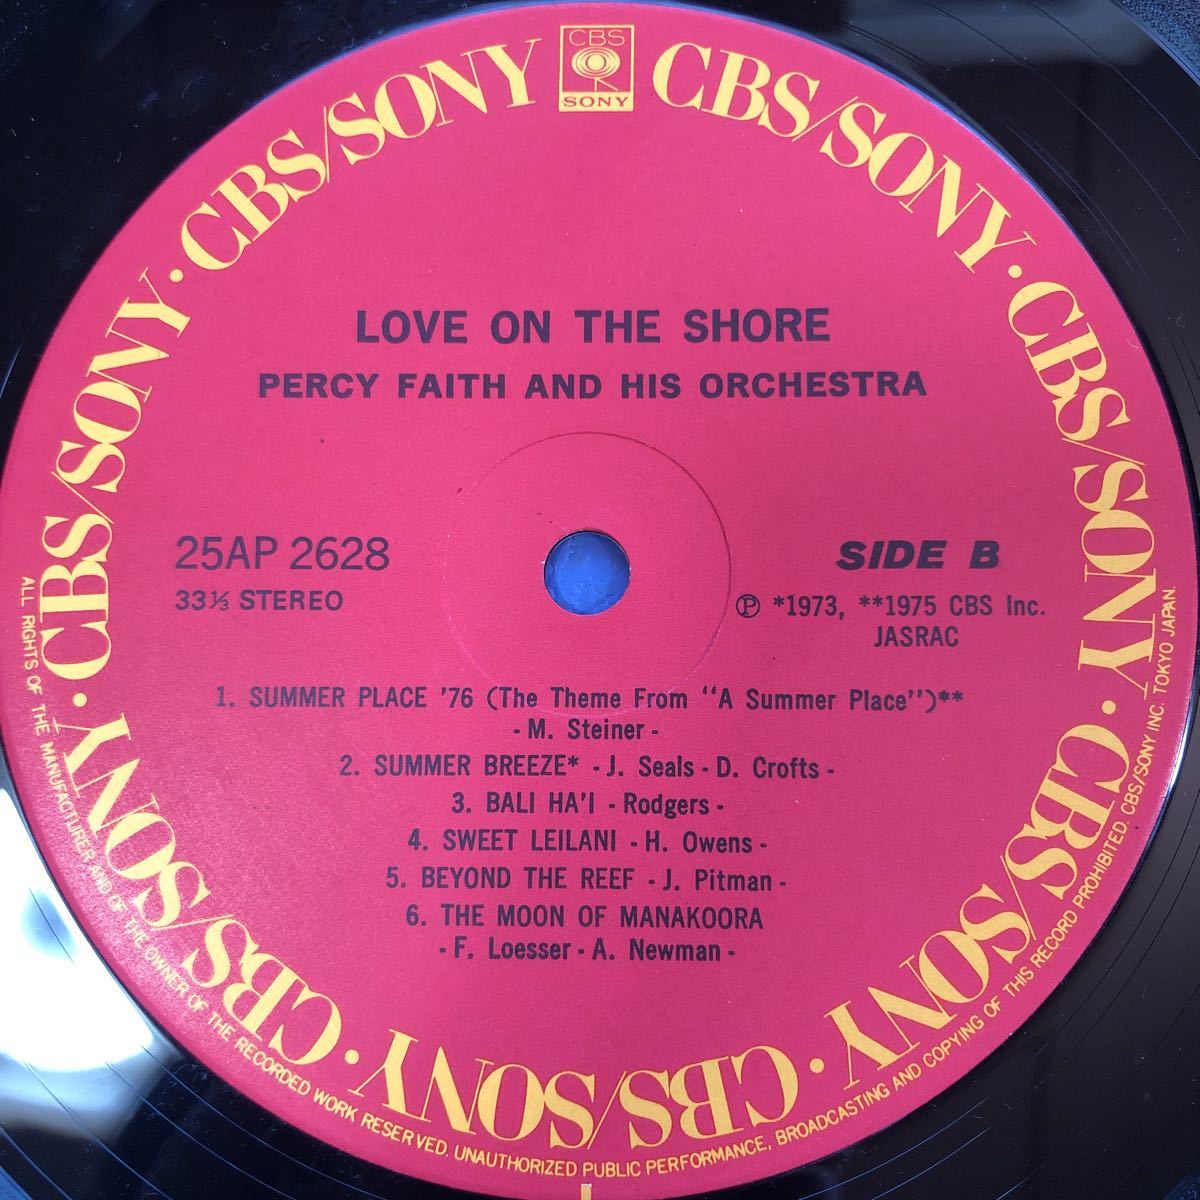 CBS
SONY
CBS/SONY · CBS/SONY · CBS/SONY · CBS/SONY · CBS/SONY · CBS/SONY · CBS/SONY · CBS/SONY
LOVE ON THE SHORE
PERCY FAITH AND HIS ORCHESTRA
25AP 2628
33⅓ STEREO
SIDE B
Ⓟ *1973, **1975 CBS Inc.
JASRAC
1. SUMMER PLACE '76 (The Theme From "A Summer Place")**
- M. Steiner -
2. SUMMER BREEZE* - J. Seals - D. Crofts -
3. BALI HA'I - Rodgers -
4. SWEET LEILANI - H. Owens -
5. BEYOND THE REEF - J. Pitman -
6. THE MOON OF MANAKOORA
- F. Loesser - A. Newman -
ALL RIGHTS OF THE MANUFACTURER AND OF THE OWNER OF THE RECORDED WORK RESERVED. UNAUTHORIZED PUBLIC PERFORMANCE, BROADCASTING AND COPYING OF THIS RECORD PROHIBITED. CBS/SONY INC. TOKYO JAPAN.